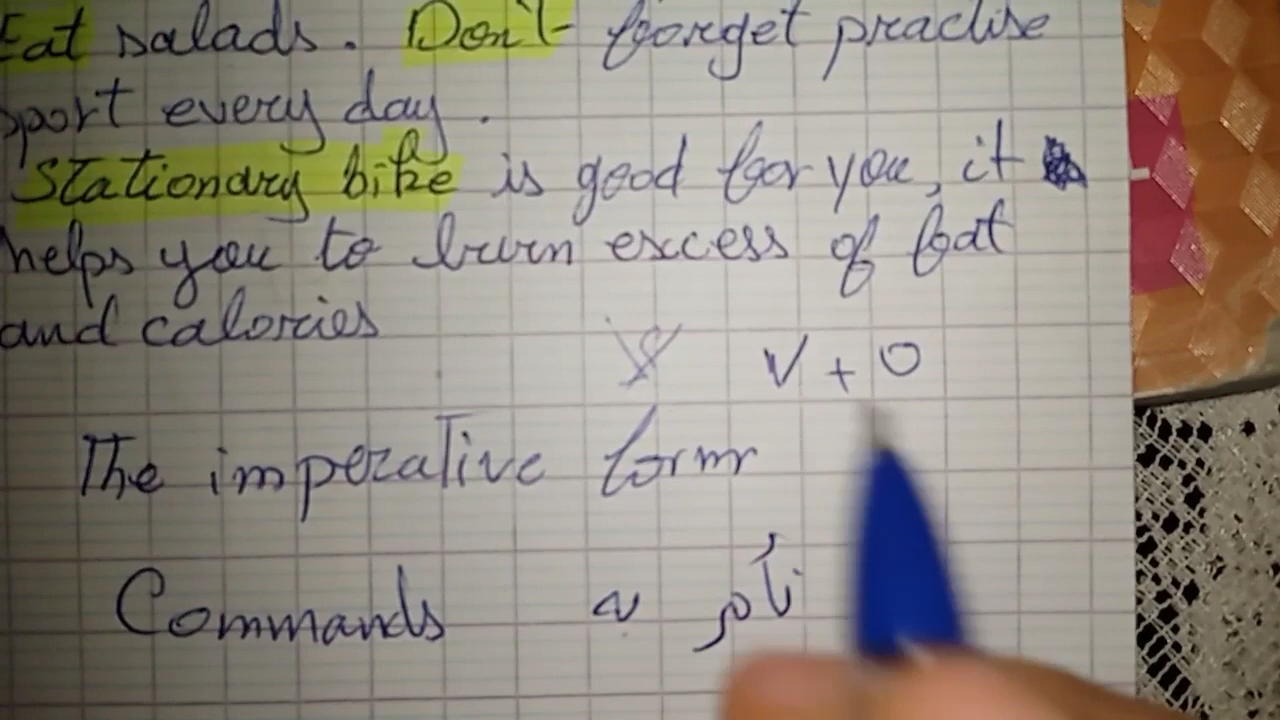 Eat salads. Don't forget practise
sport every day.
Stationary bike is good for you, it
helps you to burn excess of fat
and calories
V + O
The imperative form
Commands أوامر